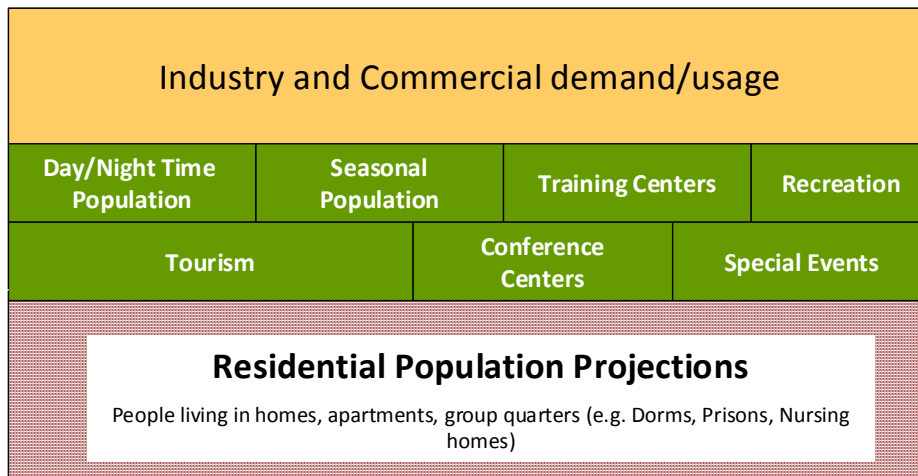 Industry and Commercial demand/usage
Day/Night Time
Population
Seasonal
Population
Training Centers
Recreation
Tourism
Conference
Centers
Special Events
Residential Population Projections
People living in homes, apartments, group quarters (e.g. Dorms, Prisons, Nursing
homes)